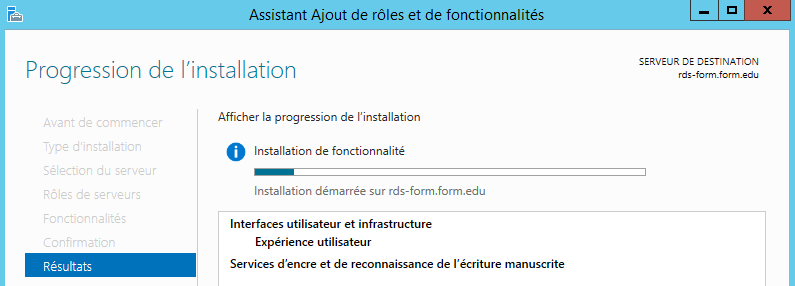 Assistant Ajout de rôles et de fonctionnalités
Progression de l'installation
SERVEUR DE DESTINATION
rds-form.form.edu
Avant de commencer
Type d'installation
Sélection du serveur
Rôles de serveurs
Fonctionnalités
Confirmation
Résultats
Afficher la progression de l'installation
Installation de fonctionnalité
Installation démarrée sur rds-form.form.edu
Interfaces utilisateur et infrastructure
Expérience utilisateur
Services d'encre et de reconnaissance de l'écriture manuscrite